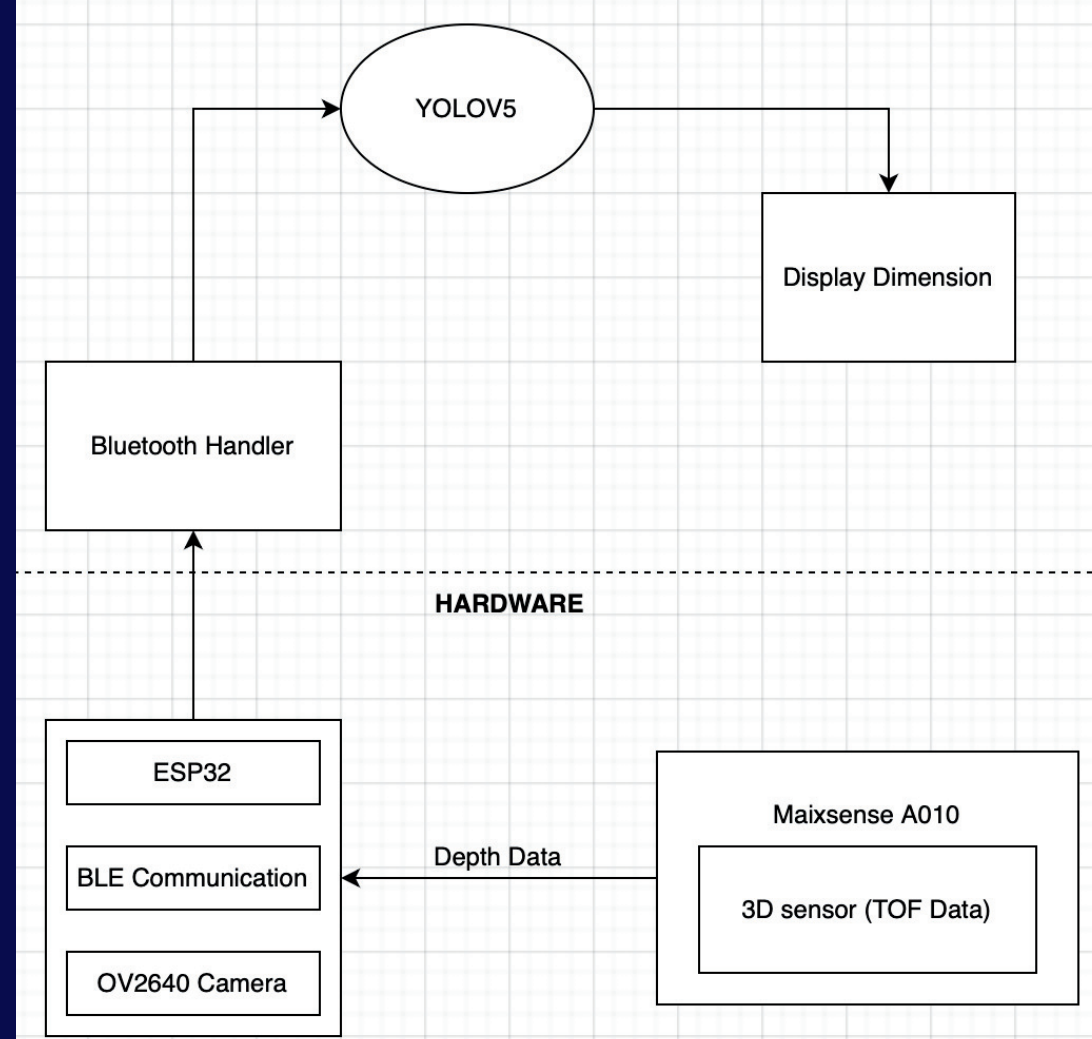 YOLOV5
Display Dimension
Bluetooth Handler
HARDWARE
ESP32
BLE Communication
OV2640 Camera
Depth Data
Maixsense A010
3D sensor (TOF Data)